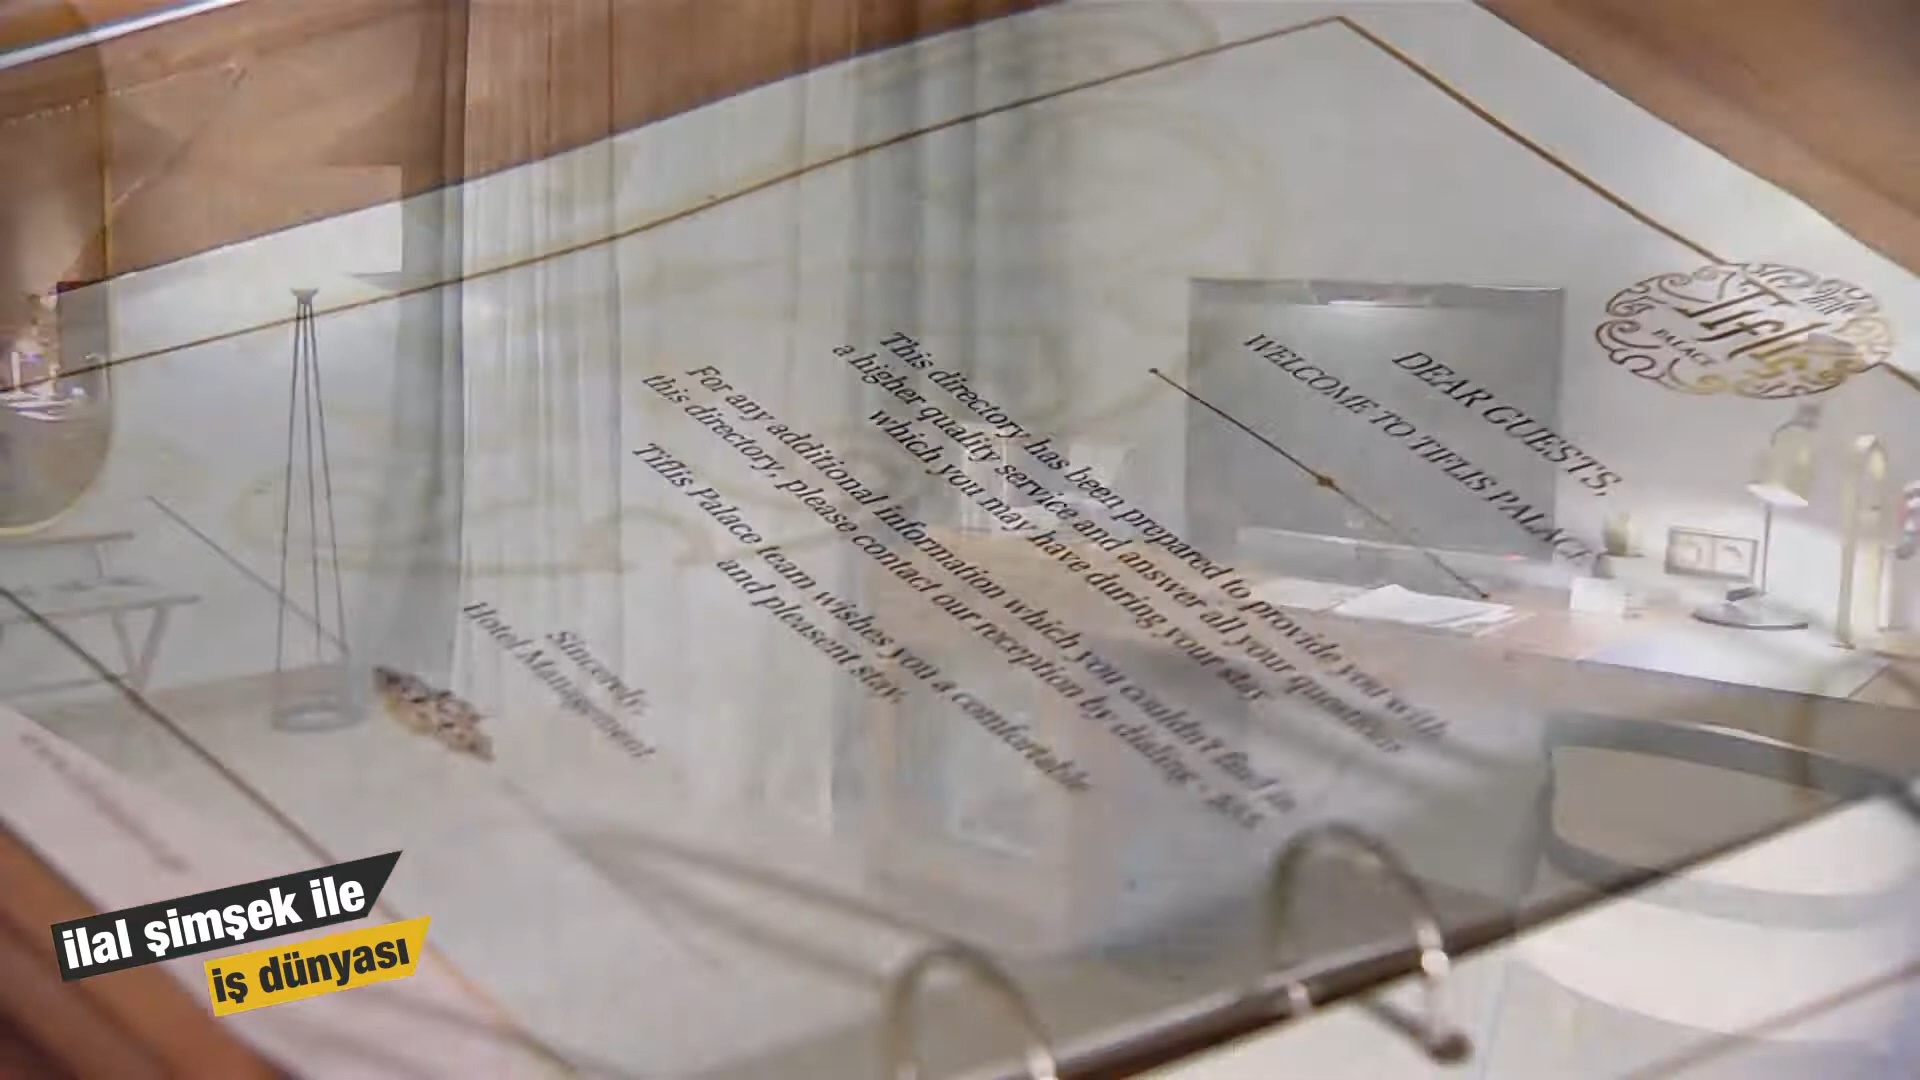 Tiflis
PALACE
DEAR GUESTS,
WELCOME TO TIFLIS PALACE
This directory has been prepared to provide you with
a higher quality service and answer all your questions
which you may have during your stay
For any additional information which you couldn't find in
this directory, please contact our reception by dialing -
Tiflis Palace team wishes you a comfortable
and pleasent stay.
Sincerely,
Hotel Management
ilal şimşek ile
iş dünyası